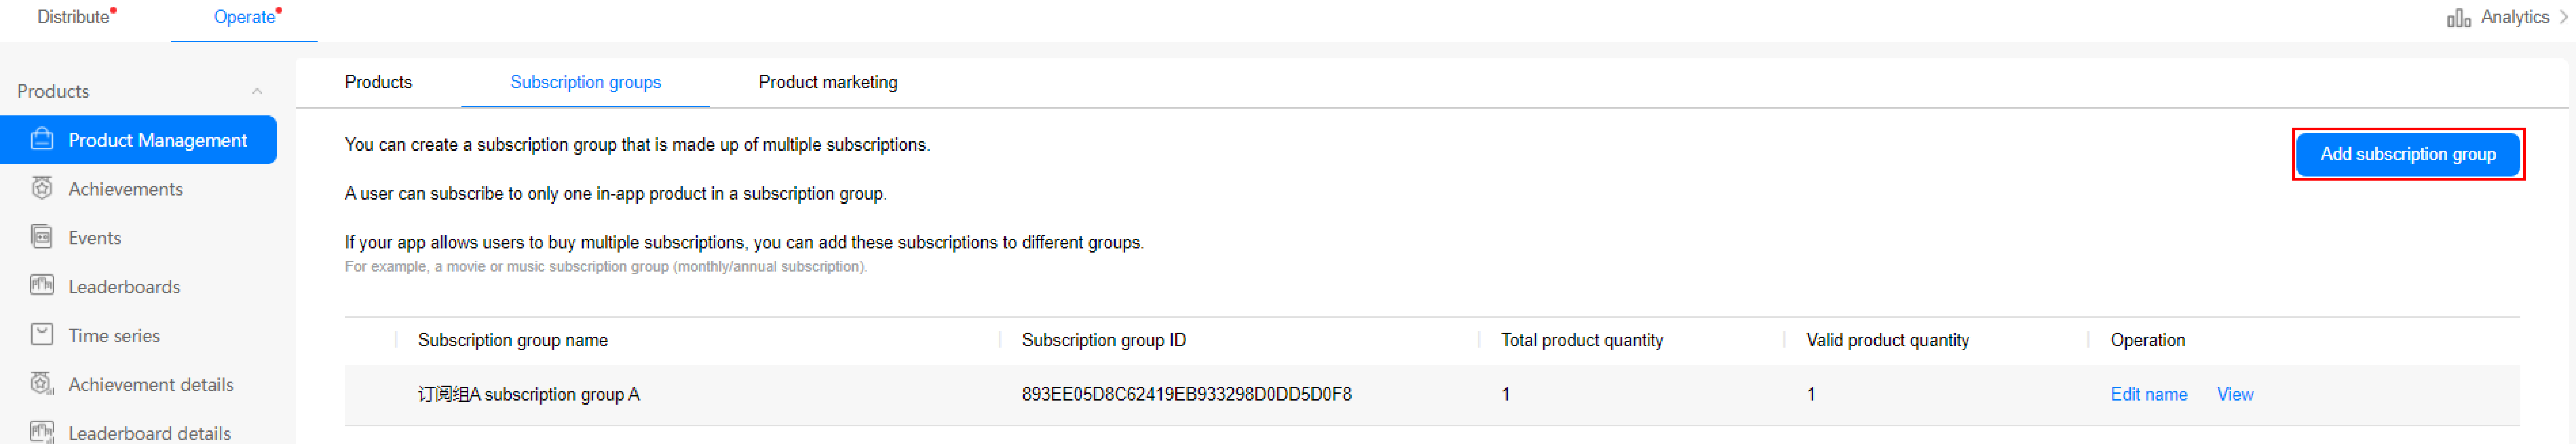 Distribute
Operate
Analytics
Products
Product Management
Achievements
Events
Leaderboards
Time series
Achievement details
Leaderboard details
Products
Subscription groups
Product marketing
You can create a subscription group that is made up of multiple subscriptions.
Add subscription group
A user can subscribe to only one in-app product in a subscription group.
If your app allows users to buy multiple subscriptions, you can add these subscriptions to different groups.
For example, a movie or music subscription group (monthly/annual subscription).
Subscription group name
Subscription group ID
Total product quantity
Valid product quantity
Operation
订阅组A subscription group A
893EE05D8C62419EB933298D0DD5D0F8
1
1
Edit name
View